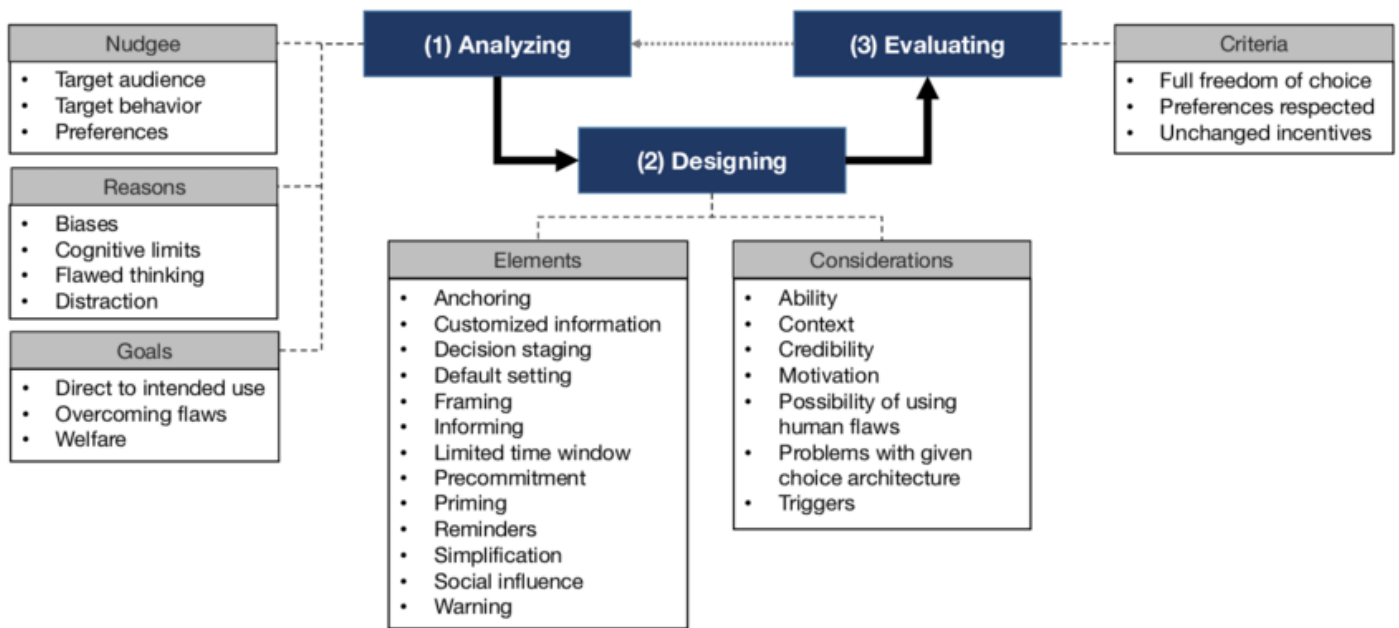 (1) Analyzing
(3) Evaluating
(2) Designing
Nudgee
• Target audience
• Target behavior
• Preferences
Reasons
• Biases
• Cognitive limits
• Flawed thinking
• Distraction
Goals
• Direct to intended use
• Overcoming flaws
• Welfare
Elements
• Anchoring
• Customized information
• Decision staging
• Default setting
• Framing
• Informing
• Limited time window
• Precommitment
• Priming
• Reminders
• Simplification
• Social influence
• Warning
Considerations
• Ability
• Context
• Credibility
• Motivation
• Possibility of using
human flaws
• Problems with given
choice architecture
• Triggers
Criteria
• Full freedom of choice
• Preferences respected
• Unchanged incentives